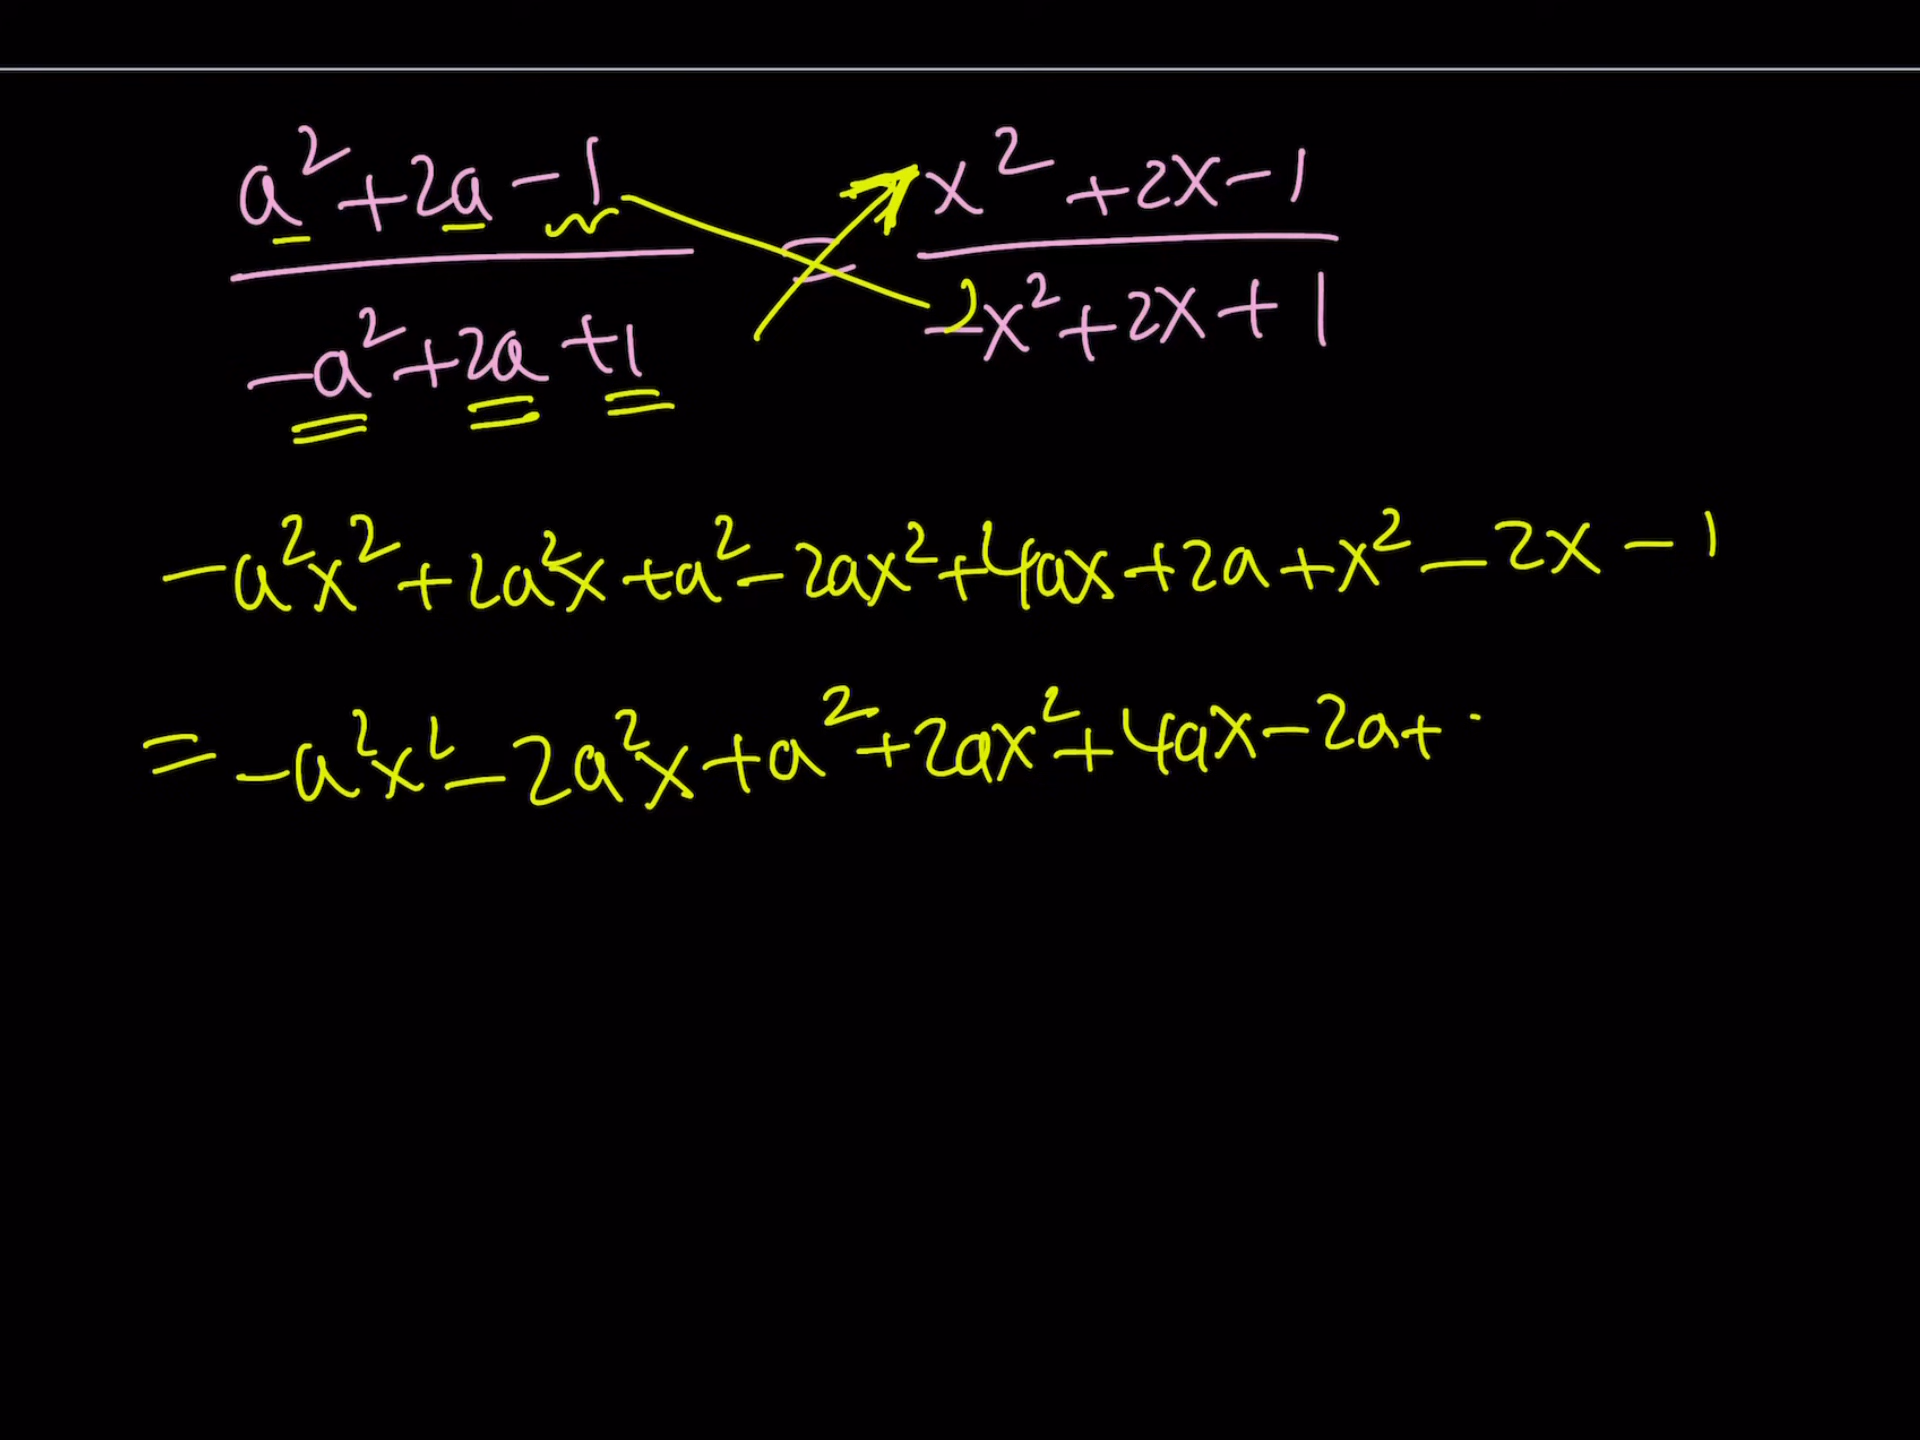 a²+2a-1 = x²+2x-1
-a²+2a+1 -x²+2x+1
-a²x²+2a²x+a²-2ax²+4ax+2a+x²-2x-1
= -a²x²-2a²x+a²+2ax²+4ax-2a+